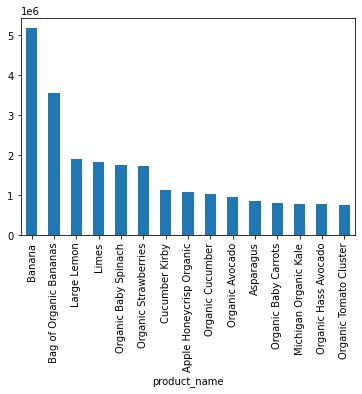 1e6
5
4
3
2
1
0
Banana
Bag of Organic Bananas
Large Lemon
Limes
Organic Baby Spinach
Organic Strawberries
Cucumber Kirby
Apple Honeycrisp Organic
Organic Cucumber
Organic Avocado
Asparagus
Organic Baby Carrots
Michigan Organic Kale
Organic Hass Avocado
Organic Tomato Cluster
product_name